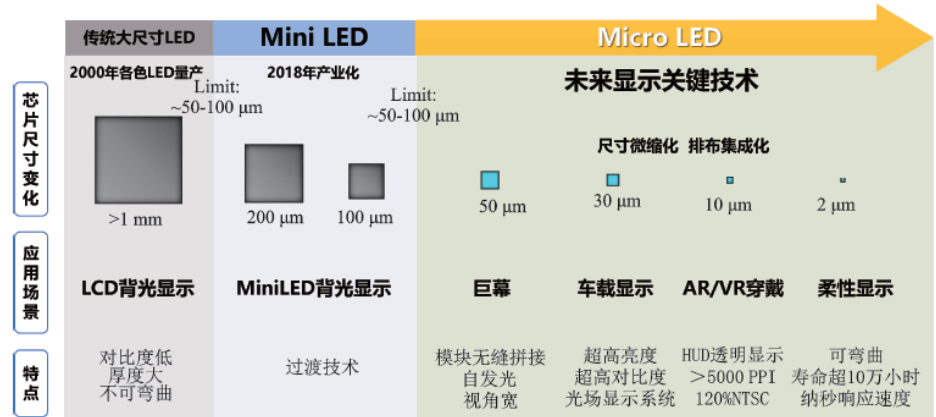 传统大尺寸LED
Mini LED
Micro LED
芯片尺寸变化
2000年各色LED量产
Limit:
~50-100 μm
2018年产业化
Limit:
~50-100 μm
未来显示关键技术
尺寸微缩化 排布集成化
>1 mm
200 μm
100 μm
50 μm
30 μm
10 μm
2 μm
应用场景
LCD背光显示
MiniLED背光显示
巨幕
车载显示
AR/VR穿戴
柔性显示
特点
对比度低
厚度大
不可弯曲
过渡技术
模块无缝拼接
自发光
视角宽
超高亮度
超高对比度
光场显示系统
HUD透明显示
＞5000 PPI
120%NTSC
可弯曲
寿命超10万小时
纳秒响应速度